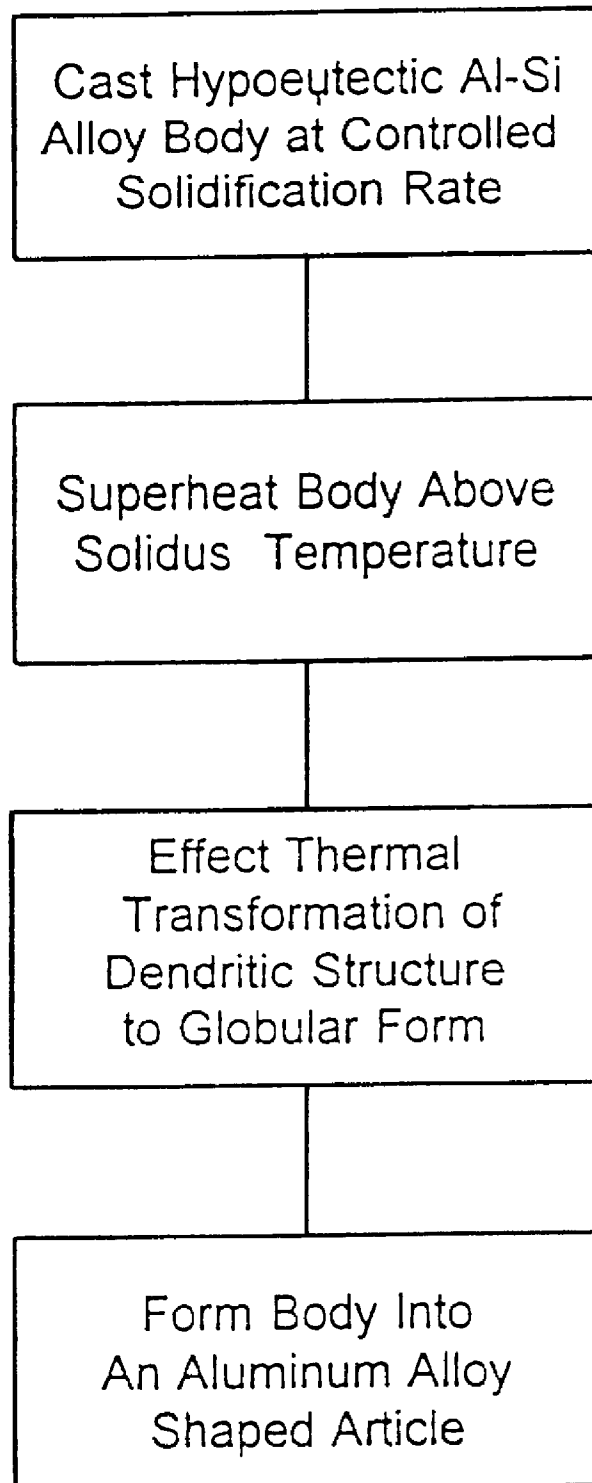 Cast Hypoeutectic Al-Si
Alloy Body at Controlled
Solidification Rate
Superheat Body Above
Solidus Temperature
Effect Thermal
Transformation of
Dendritic Structure
to Globular Form
Form Body Into
An Aluminum Alloy
Shaped Article